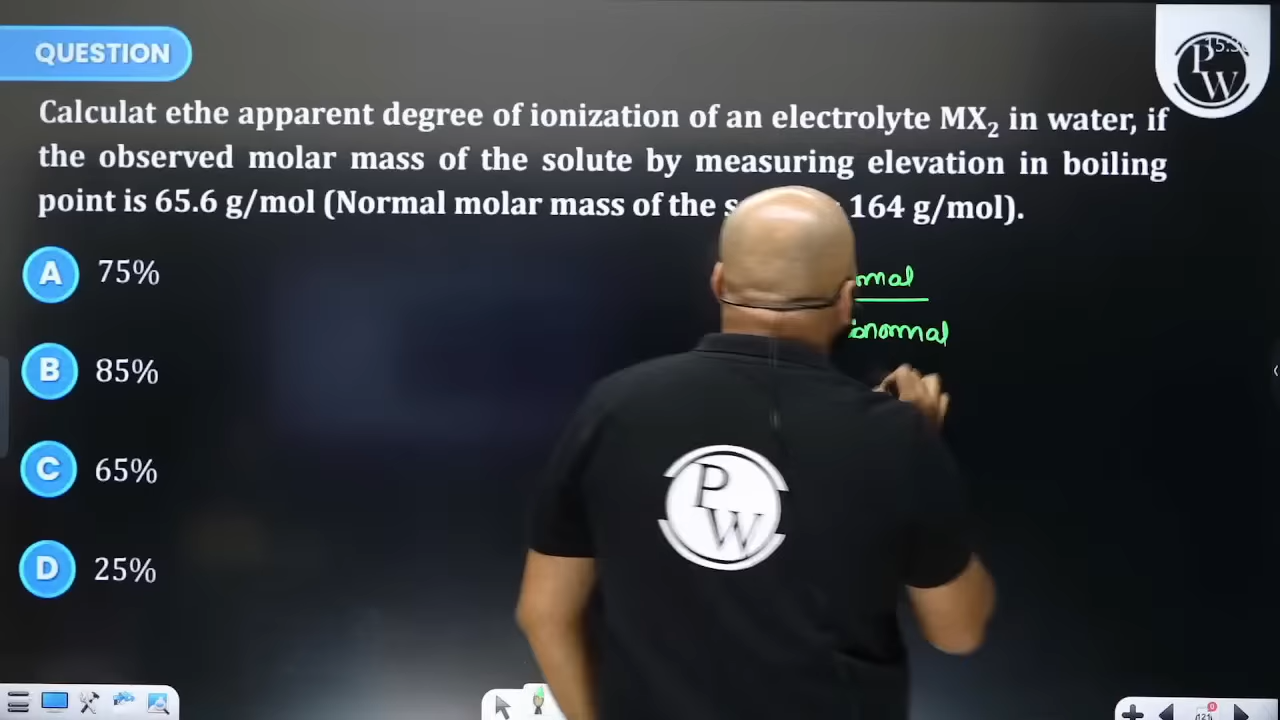 QUESTION
Calculat ethe apparent degree of ionization of an electrolyte MX₂ in water, if
the observed molar mass of the solute by measuring elevation in boiling
point is 65.6 g/mol (Normal molar mass of the 164 g/mol).
A 75%
B 85%
C 65%
D 25%
PW
PW